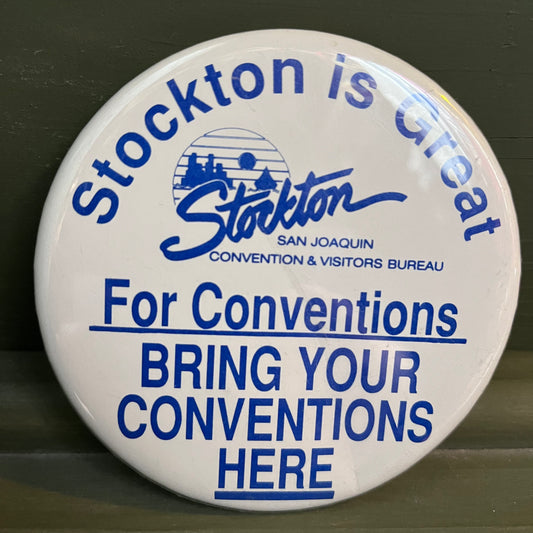 Stockton is Great
Stockton
SAN JOAQUIN
CONVENTION & VISITORS BUREAU
For Conventions
BRING YOUR
CONVENTIONS
HERE